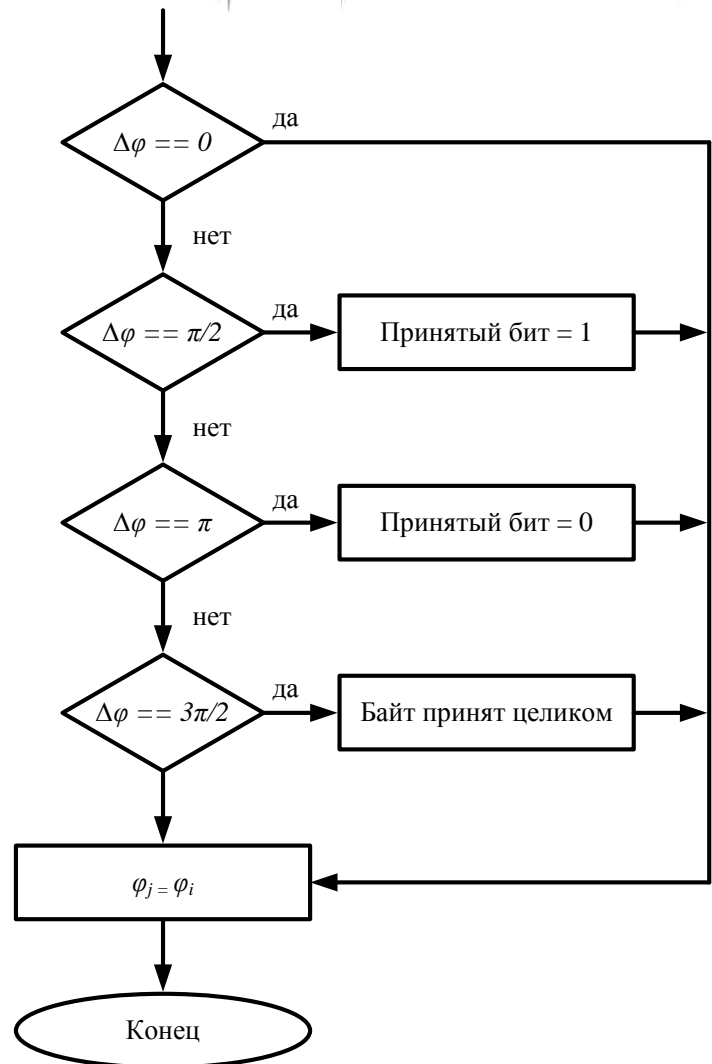 да
Δφ == 0
нет
да
Δφ == π/2
Принятый бит = 1
нет
да
Δφ == π
Принятый бит = 0
нет
да
Δφ == 3π/2
Байт принят целиком
φj = φi
Конец